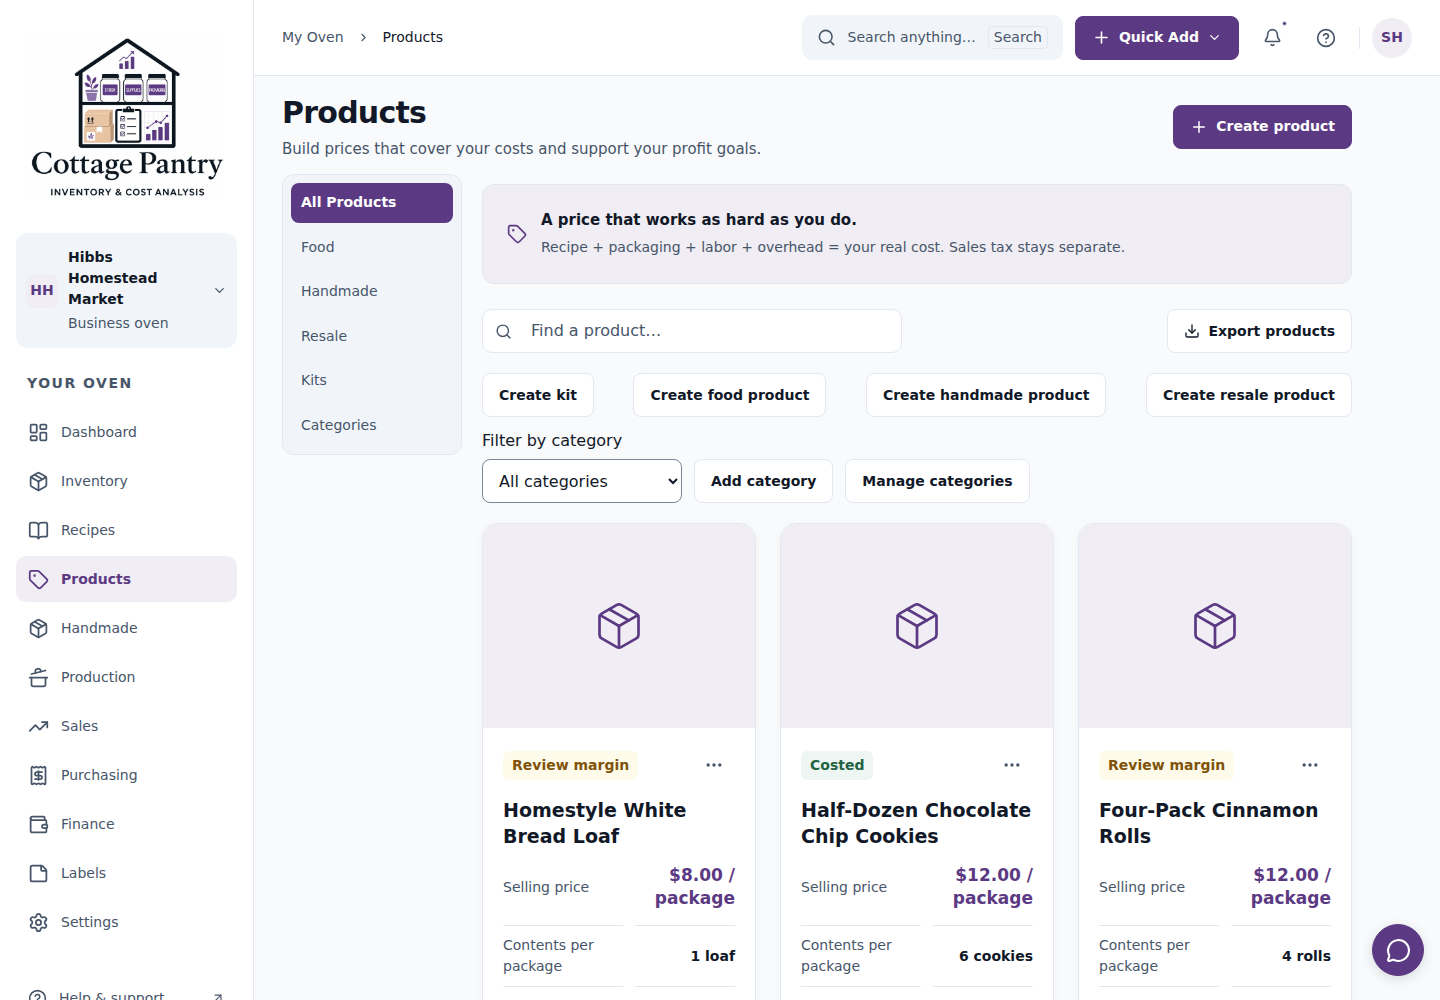 Cottage Pantry
INVENTORY & COST ANALYSIS
HH
Hibbs
Homestead
Market
Business oven
YOUR OVEN
Dashboard
Inventory
Recipes
Products
Handmade
Production
Sales
Purchasing
Finance
Labels
Settings
Help & support
My Oven
Products
Search anything...
Search
Quick Add
SH
Products
Build prices that cover your costs and support your profit goals.
Create product
All Products
Food
Handmade
Resale
Kits
Categories
A price that works as hard as you do.
Recipe + packaging + labor + overhead = your real cost. Sales tax stays separate.
Find a product...
Export products
Create kit
Create food product
Create handmade product
Create resale product
Filter by category
All categories
Add category
Manage categories
Review margin
Homestyle White
Bread Loaf
Selling price
$8.00 /
package
Contents per
package
1 loaf
Costed
Half-Dozen Chocolate
Chip Cookies
Selling price
$12.00 /
package
Contents per
package
6 cookies
Review margin
Four-Pack Cinnamon
Rolls
Selling price
$12.00 /
package
Contents per
package
4 rolls